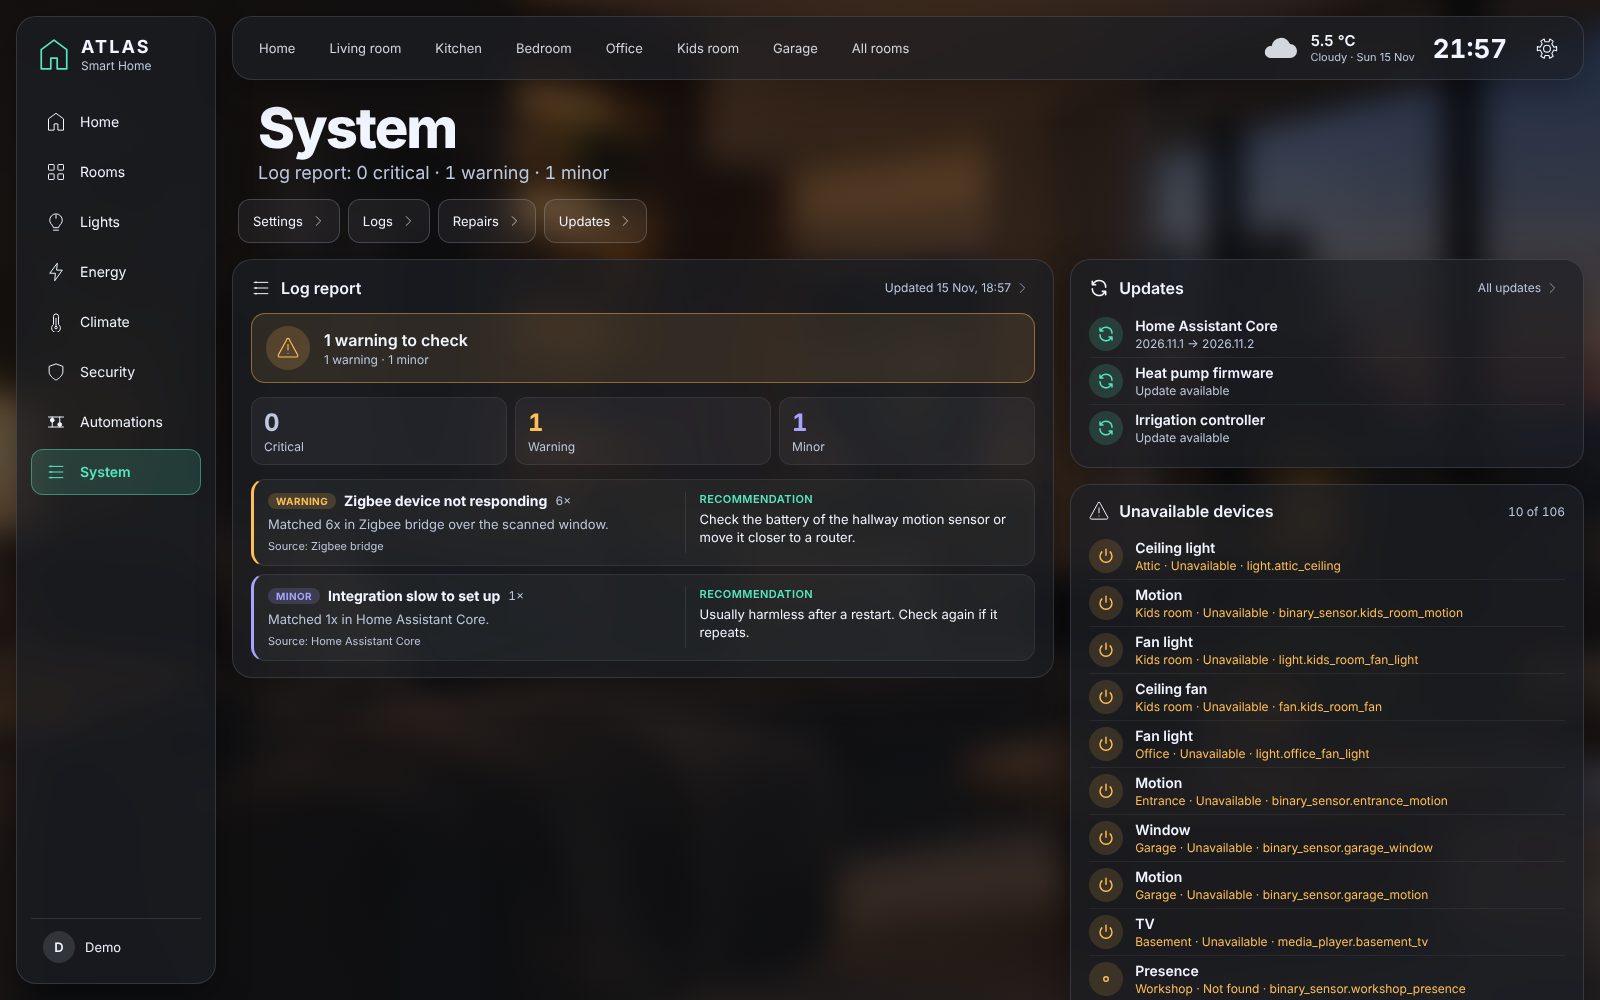 ATLAS
Smart Home
Home
Rooms
Lights
Energy
Climate
Security
Automations
System
D Demo
Home Living room Kitchen Bedroom Office Kids room Garage All rooms
5.5 °C
Cloudy · Sun 15 Nov
21:57
System
Log report: 0 critical · 1 warning · 1 minor
Settings Logs Repairs Updates
Log report Updated 15 Nov, 18:57
1 warning to check
1 warning · 1 minor
0 Critical
1 Warning
1 Minor
WARNING Zigbee device not responding 6×
Matched 6x in Zigbee bridge over the scanned window.
Source: Zigbee bridge
RECOMMENDATION
Check the battery of the hallway motion sensor or
move it closer to a router.
MINOR Integration slow to set up 1×
Matched 1x in Home Assistant Core.
Source: Home Assistant Core
RECOMMENDATION
Usually harmless after a restart. Check again if it
repeats.
Updates All updates
Home Assistant Core
2026.11.1 → 2026.11.2
Heat pump firmware
Update available
Irrigation controller
Update available
Unavailable devices 10 of 106
Ceiling light
Attic · Unavailable · light.attic_ceiling
Motion
Kids room · Unavailable · binary_sensor.kids_room_motion
Fan light
Kids room · Unavailable · light.kids_room_fan_light
Ceiling fan
Kids room · Unavailable · fan.kids_room_fan
Fan light
Office · Unavailable · light.office_fan_light
Motion
Entrance · Unavailable · binary_sensor.entrance_motion
Window
Garage · Unavailable · binary_sensor.garage_window
Motion
Garage · Unavailable · binary_sensor.garage_motion
TV
Basement · Unavailable · media_player.basement_tv
Presence
Workshop · Not found · binary_sensor.workshop_presence